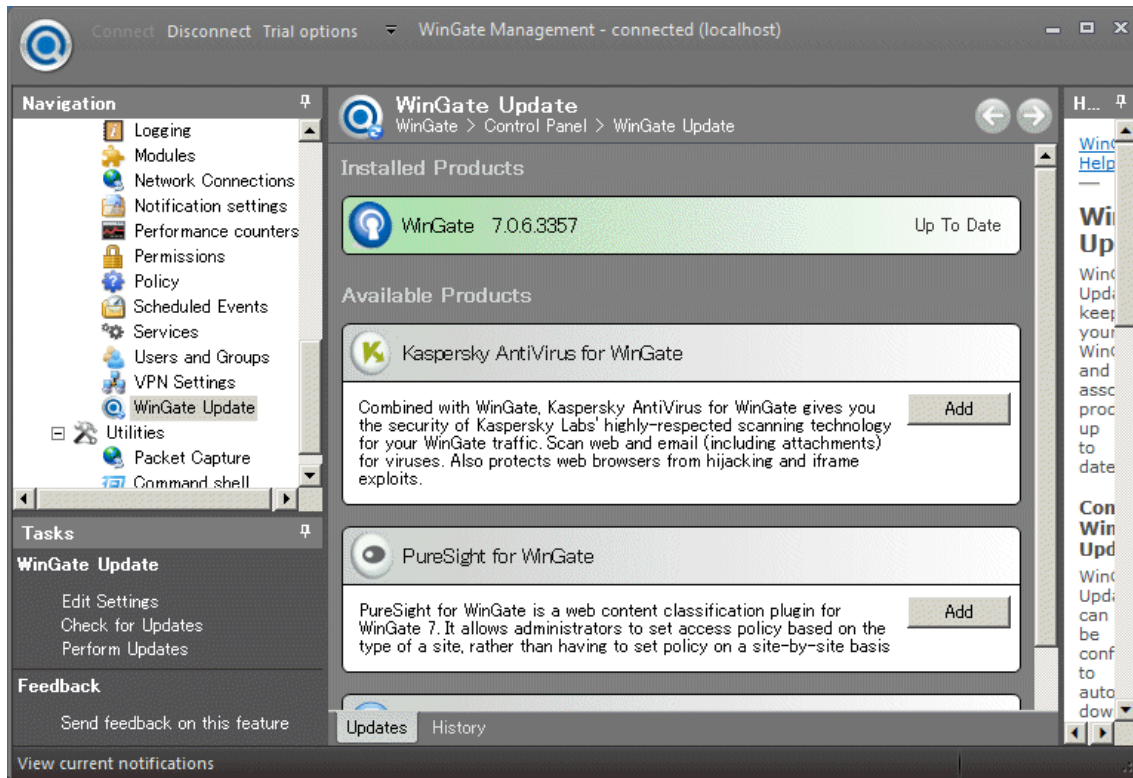 Connect Disconnect Trial options WinGate Management - connected (localhost)
Navigation
Logging
Modules
Network Connections
Notification settings
Performance counters
Permissions
Policy
Scheduled Events
Services
Users and Groups
VPN Settings
WinGate Update
Utilities
Packet Capture
Command shell
Tasks
WinGate Update
Edit Settings
Check for Updates
Perform Updates
Feedback
Send feedback on this feature
WinGate Update
WinGate > Control Panel > WinGate Update
Installed Products
WinGate 7.0.6.3357 Up To Date
Available Products
Kaspersky AntiVirus for WinGate
Combined with WinGate, Kaspersky AntiVirus for WinGate gives you
the security of Kaspersky Labs' highly-respected scanning technology
for your WinGate traffic. Scan web and email (including attachments)
for viruses. Also protects web browsers from hijacking and iframe
exploits.
Add
PureSight for WinGate
PureSight for WinGate is a web content classification plugin for
WinGate 7. It allows administrators to set access policy based on the
type of a site, rather than having to set policy on a site-by-site basis
Add
Updates History
H...
Help
up
to
date
and
can
be
to
View current notifications